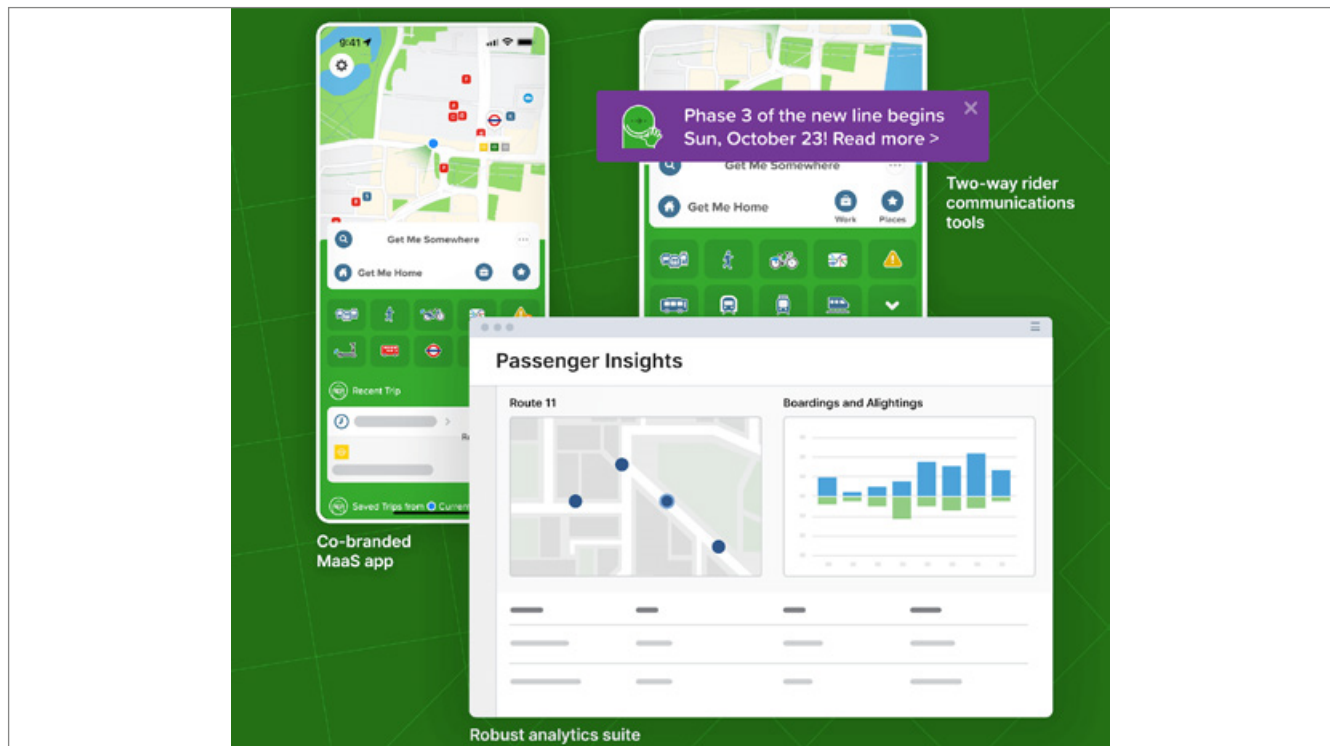 9:41
Get Me Somewhere
Get Me Home
Recent Trip
Saved Trips from
Co-branded
MaaS app
Phase 3 of the new line begins
Sun, October 23! Read more >
Get Me Somewhere
Get Me Home
Work
Places
Two-way rider
communications
tools
Passenger Insights
Route 11
Boardings and Alightings
Robust analytics suite